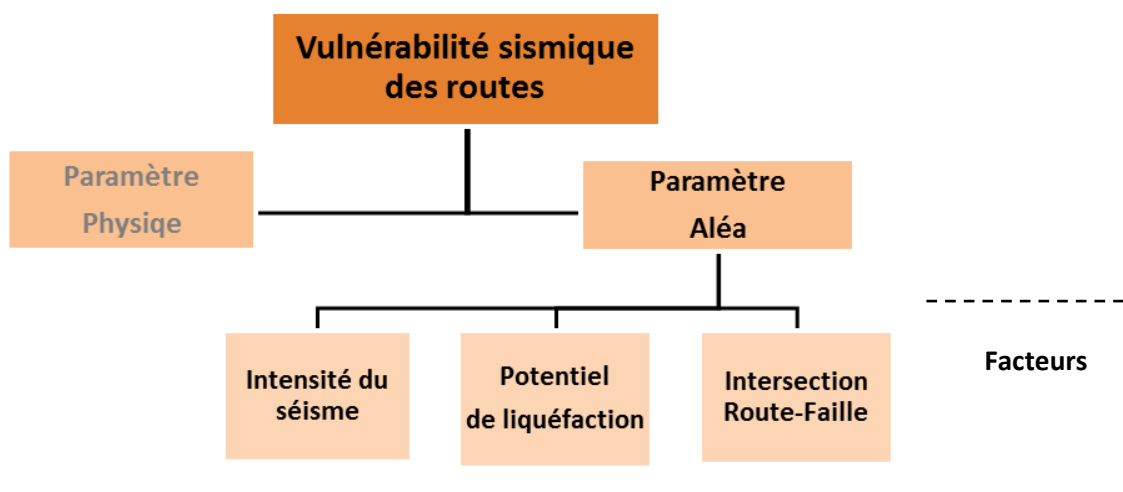 Vulnérabilité sismique
des routes
Paramètre
Physiqe
Paramètre
Aléa
Intensité du
séisme
Potentiel
de liquéfaction
Intersection
Route-Faille
Facteurs